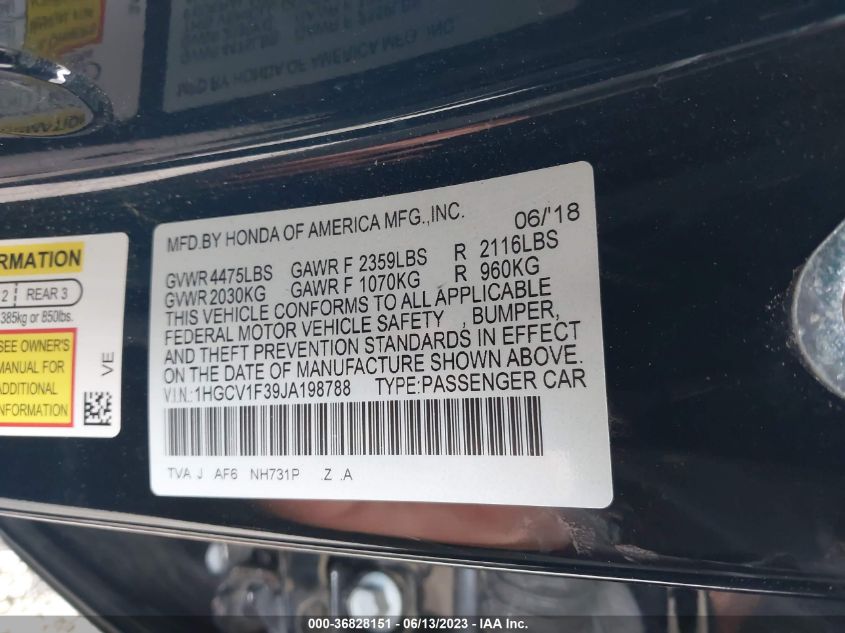 MFD.BY HONDA OF AMERICA MFG.,INC. 06/'18
GVWR 4475LBS GAWR F 2359LBS R 2116LBS
GVWR 2030KG GAWR F 1070KG R 960KG
THIS VEHICLE CONFORMS TO ALL APPLICABLE
FEDERAL MOTOR VEHICLE SAFETY , BUMPER,
AND THEFT PREVENTION STANDARDS IN EFFECT
ON THE DATE OF MANUFACTURE SHOWN ABOVE.
V.I.N.:1HGCV1F39JA198788 TYPE:PASSENGER CAR
TVA J AF6 NH731P .Z .A
RMATION
2 REAR 3
385kg or 850lbs.
SEE OWNER'S
MANUAL FOR
ADDITIONAL
INFORMATION
VE
000-36828151 - 06/13/2023 - IAA Inc.